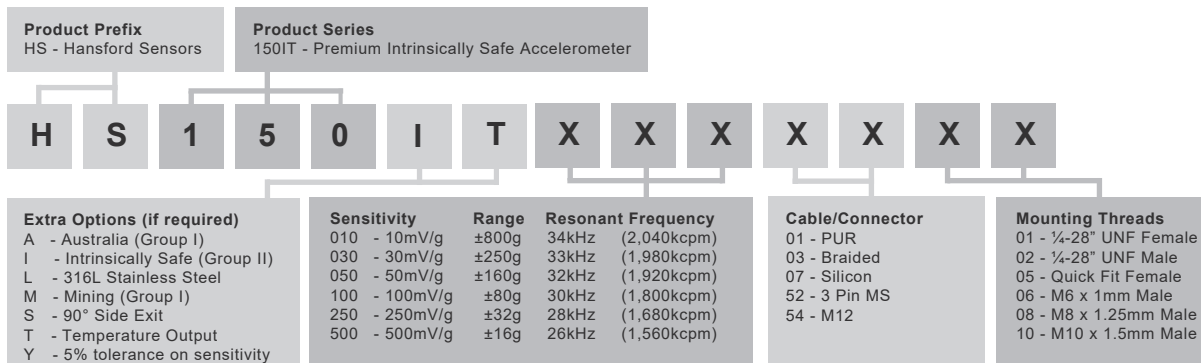 Product Prefix
HS - Hansford Sensors
Product Series
150IT - Premium Intrinsically Safe Accelerometer
H S 1 5 0 I T X X X X X X X
Extra Options (if required)
A - Australia (Group I)
I - Intrinsically Safe (Group II)
L - 316L Stainless Steel
M - Mining (Group I)
S - 90° Side Exit
T - Temperature Output
Y - 5% tolerance on sensitivity
Sensitivity Range Resonant Frequency
010 - 10mV/g ±800g 34kHz (2,040kcpm)
030 - 30mV/g ±250g 33kHz (1,980kcpm)
050 - 50mV/g ±160g 32kHz (1,920kcpm)
100 - 100mV/g ±80g 30kHz (1,800kcpm)
250 - 250mV/g ±32g 28kHz (1,680kcpm)
500 - 500mV/g ±16g 26kHz (1,560kcpm)
Cable/Connector
01 - PUR
03 - Braided
07 - Silicon
52 - 3 Pin MS
54 - M12
Mounting Threads
01 - ¼-28” UNF Female
02 - ¼-28” UNF Male
05 - Quick Fit Female
06 - M6 x 1mm Male
08 - M8 x 1.25mm Male
10 - M10 x 1.5mm Male